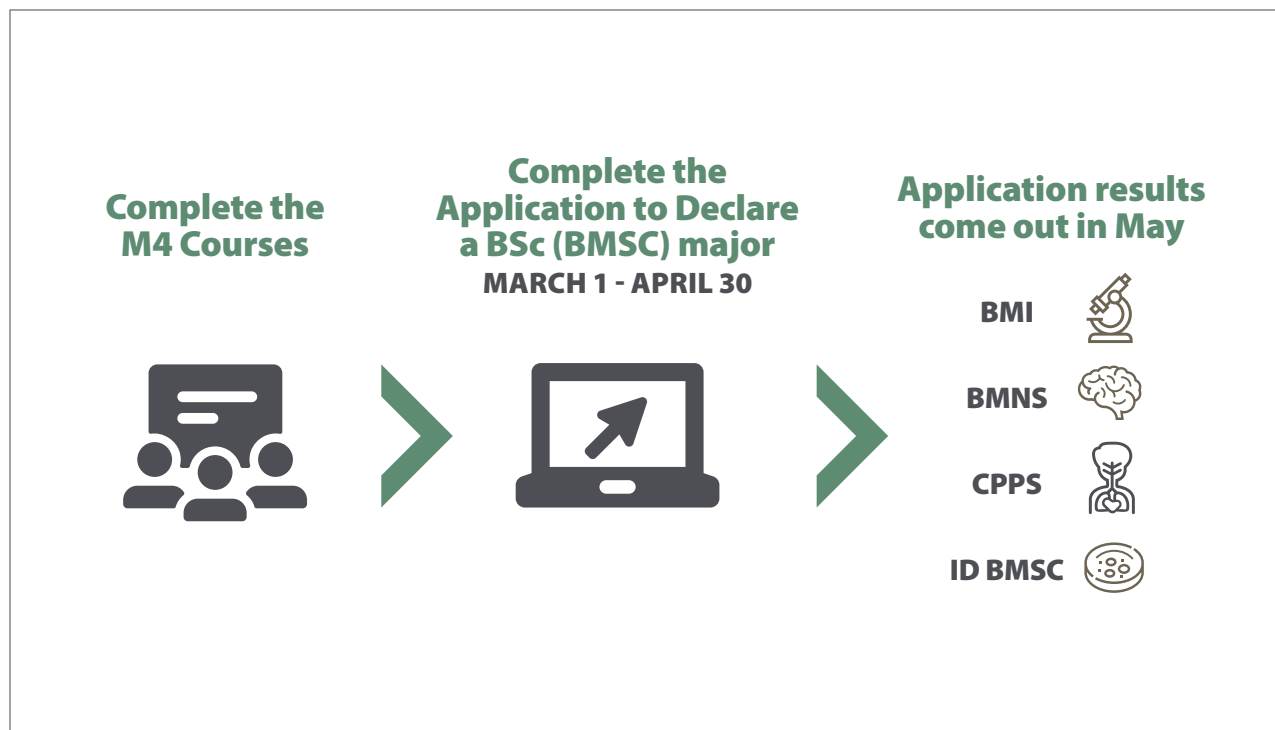 Complete the
M4 Courses
Complete the
Application to Declare
a BSc (BMSC) major
MARCH 1 - APRIL 30
Application results
come out in May
BMI
BMNS
CPPS
ID BMSC